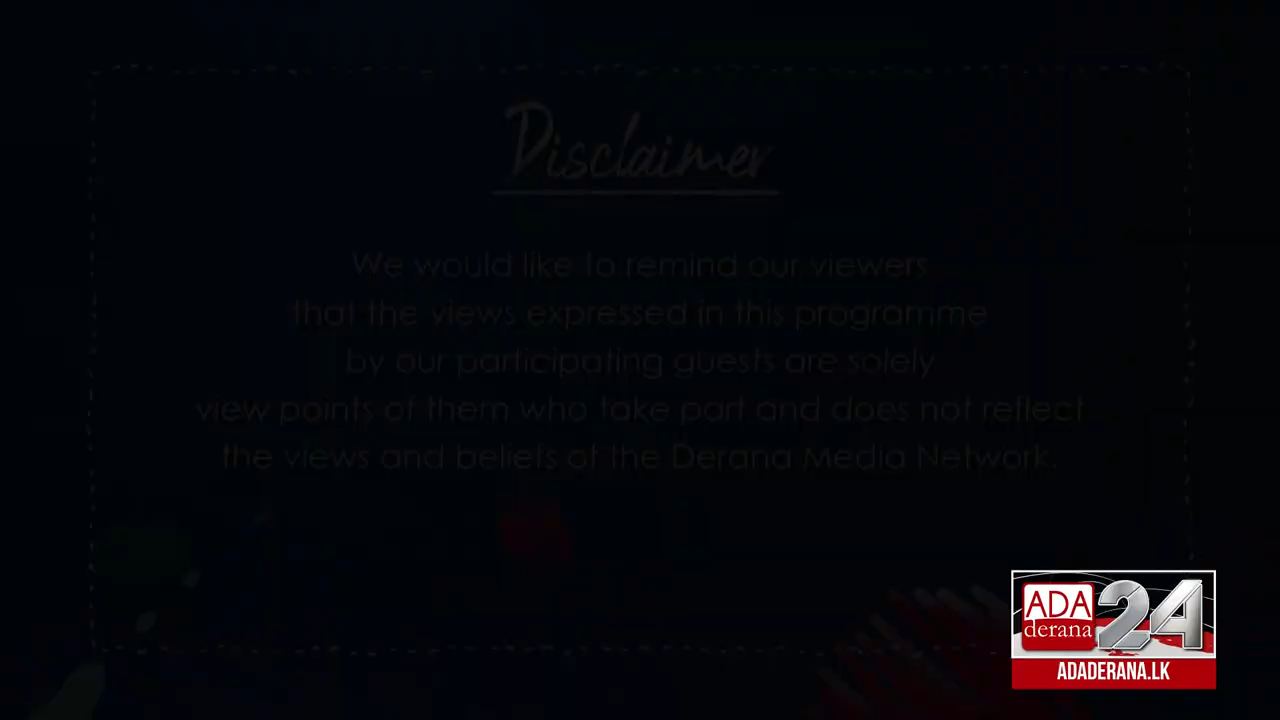 Disclaimer
We would like to remind our viewers
that the views expressed in this programme
by our participating guests are solely
view points of them who take part and does not reflect
the views and beliefs of the Derana Media Network.
ADA
derana
24
ADADERANA.LK